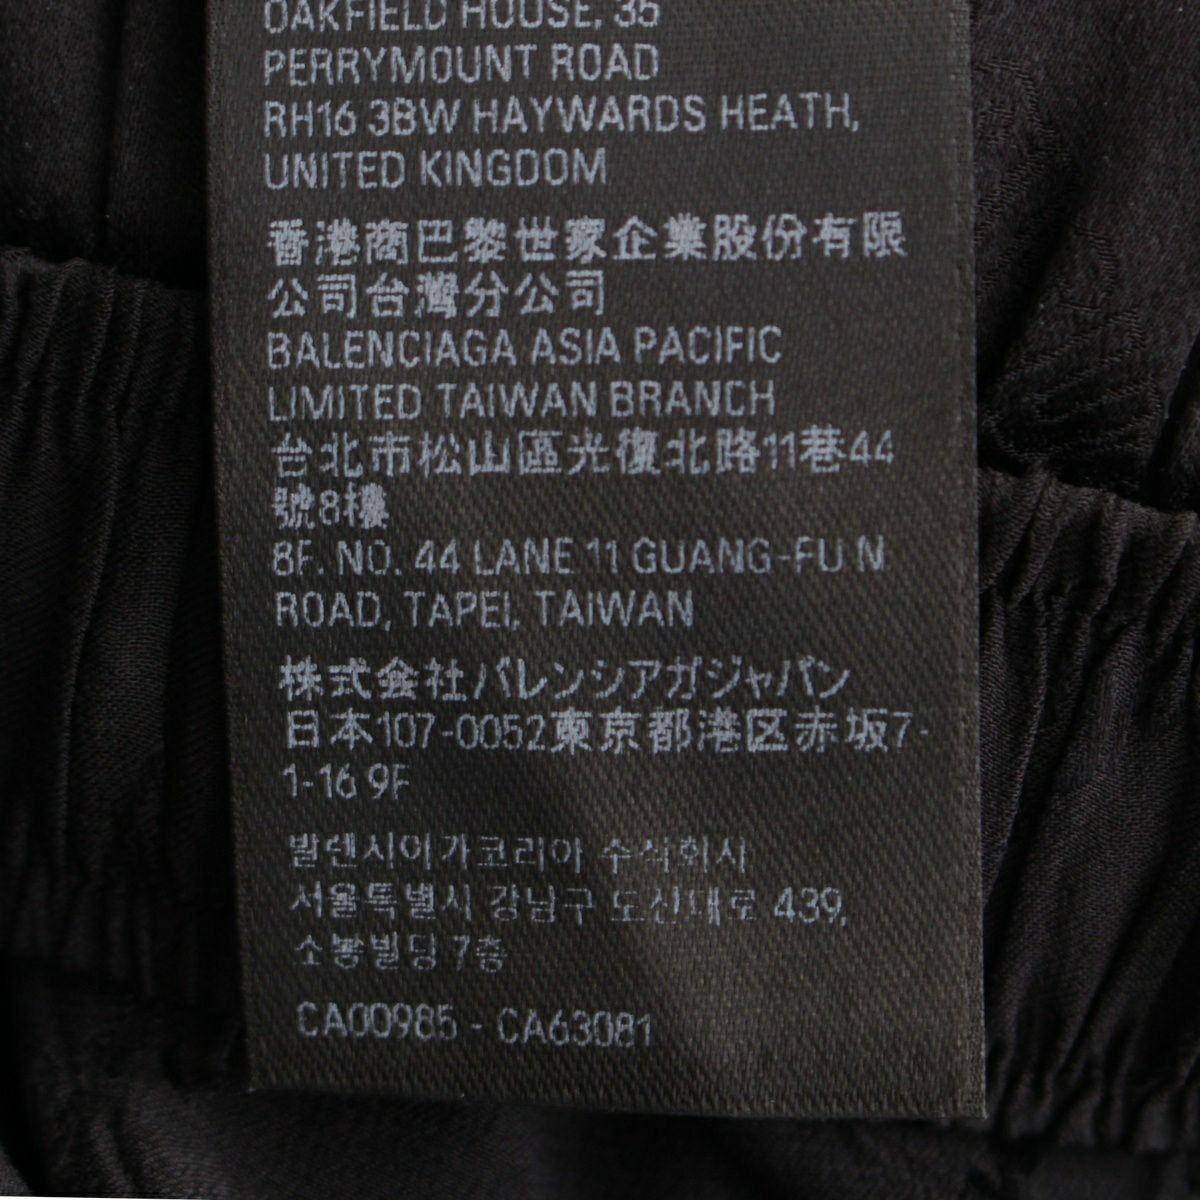 OAKFIELD HOUSE, 35
PERRYMOUNT ROAD
RH16 3BW HAYWARDS HEATH,
UNITED KINGDOM
香港商巴黎世家企業股份有限
公司台灣分公司
BALENCIAGA ASIA PACIFIC
LIMITED TAIWAN BRANCH
台北市松山區光復北路11巷44
號8樓
8F. NO. 44 LANE 11 GUANG-FU N
ROAD, TAPEI, TAIWAN
株式会社バレンシアガジャパン
日本107-0052東京都港区赤坂7-
1-16 9F
발렌시아가코리아 수식회사
서울특별시 강남구 도산대로 439,
소봉빌딩 7층
CA00985 - CA63081